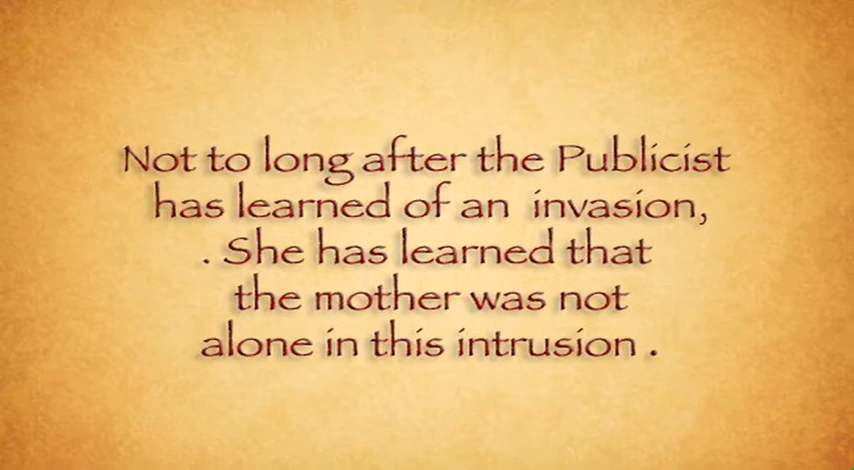 Not to long after the Publicist
has learned of an  invasion,
. She has learned that
the mother was not
alone in this intrusion .